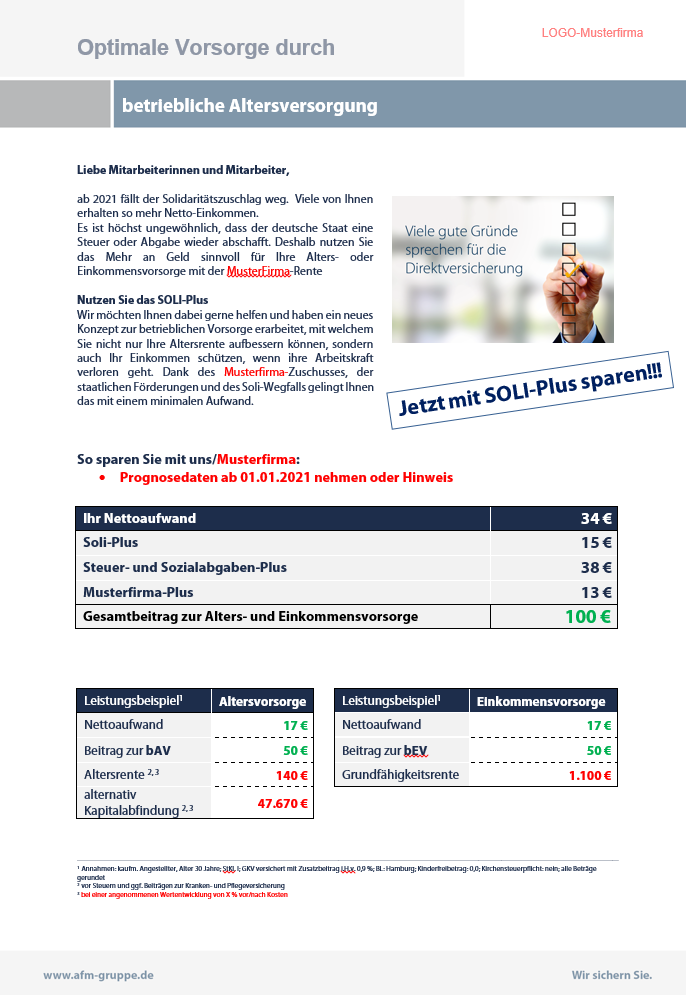 Optimale Vorsorge durch
LOGO-Musterfirma
betriebliche Altersversorgung
Liebe Mitarbeiterinnen und Mitarbeiter,
ab 2021 fällt der Solidaritätszuschlag weg. Viele von Ihnen
erhalten so mehr Netto-Einkommen.
Es ist höchst ungewöhnlich, dass der deutsche Staat eine
Steuer oder Abgabe wieder abschafft. Deshalb nutzen Sie
das Mehr an Geld sinnvoll für Ihre Alters- oder
Einkommensvorsorge mit der MusterFirma-Rente
Nutzen Sie das SOLI-Plus
Wir möchten Ihnen dabei gerne helfen und haben ein neues
Konzept zur betrieblichen Vorsorge erarbeitet, mit welchem
Sie nicht nur Ihre Altersrente aufbessern können, sondern
auch Ihr Einkommen schützen, wenn ihre Arbeitskraft
verloren geht. Dank des Musterfirma-Zuschusses, der
staatlichen Förderungen und des Soli-Wegfalls gelingt Ihnen
das mit einem minimalen Aufwand.
Viele gute Gründe
sprechen für die
Direktversicherung
Jetzt mit SOLI-Plus sparen!!!
So sparen Sie mit uns/Musterfirma:
• Prognosedaten ab 01.01.2021 nehmen oder Hinweis
Ihr Nettoaufwand 34 €
Soli-Plus 15 €
Steuer- und Sozialabgaben-Plus 38 €
Musterfirma-Plus 13 €
Gesamtbeitrag zur Alters- und Einkommensvorsorge 100 €
Leistungsbeispiel¹ Altersvorsorge
Nettoaufwand 17 €
Beitrag zur bAV 50 €
Altersrente ²,³ 140 €
alternativ
Kapitalabfindung ²,³ 47.670 €
Leistungsbeispiel¹ Einkommensvorsorge
Nettoaufwand 17 €
Beitrag zur bEV 50 €
Grundfähigkeitsrente 1.100 €
¹ Annahmen: kaufm. Angestellter, Alter 30 Jahre; StKl. I; GKV versichert mit Zusatzbeitrag i.H.v. 0,9 %; BL: Hamburg; Kinderfreibetrag: 0,0; Kirchensteuerpflicht: nein; alle Beträge
gerundet
² vor Steuern und ggf. Beiträgen zur Kranken- und Pflegeversicherung
³ bei einer angenommenen Wertentwicklung von X % vor/nach Kosten
www.afm-gruppe.de
Wir sichern Sie.